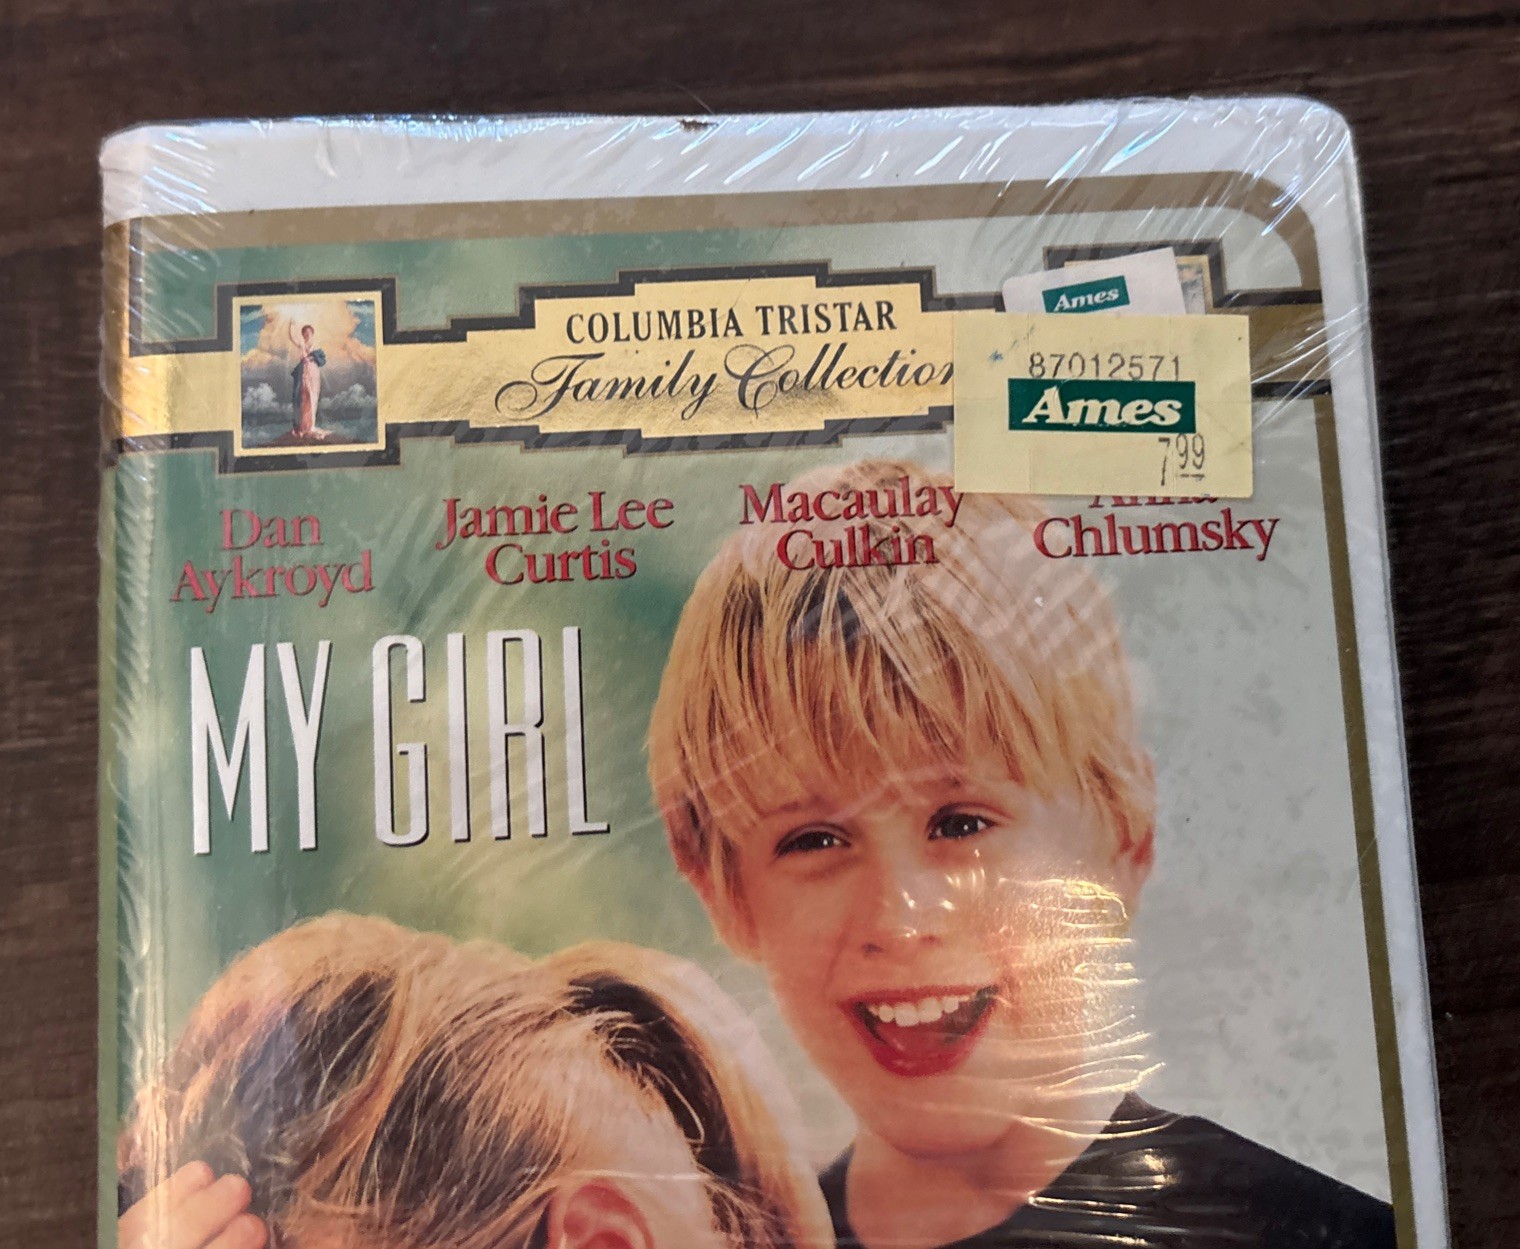 Ames
COLUMBIA TRISTAR
Family Collection
87012571
Ames
7.99
Dan
Aykroyd
Jamie Lee
Curtis
Macaulay
Culkin
Anna
Chlumsky
MY GIRL